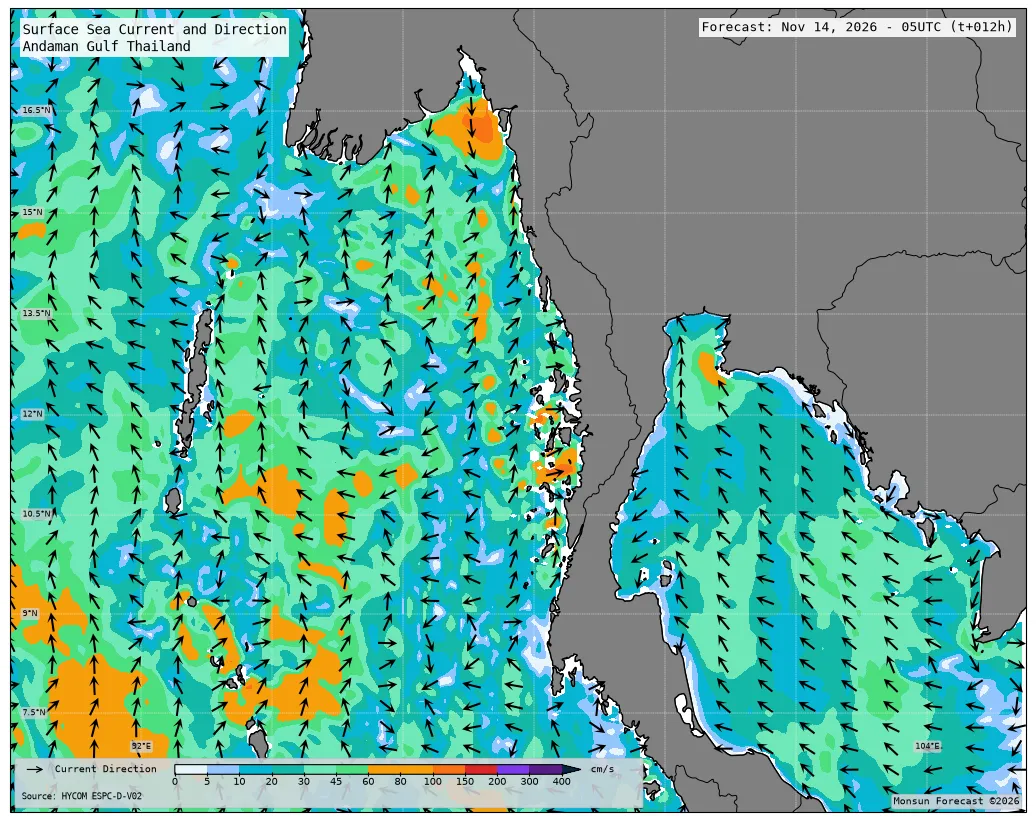 Surface Sea Current and Direction
Andaman Gulf Thailand
Forecast: Nov 14, 2026 - 05UTC (t+012h)
16.5°N
15°N
13.5°N
12°N
10.5°N
9°N
7.5°N
92°E
104°E
Current Direction
0 5 10 20 30 45 60 80 100 150 200 300 400 cm/s
Source: HYCOM ESPC-D-V02
Monsun Forecast ©2026